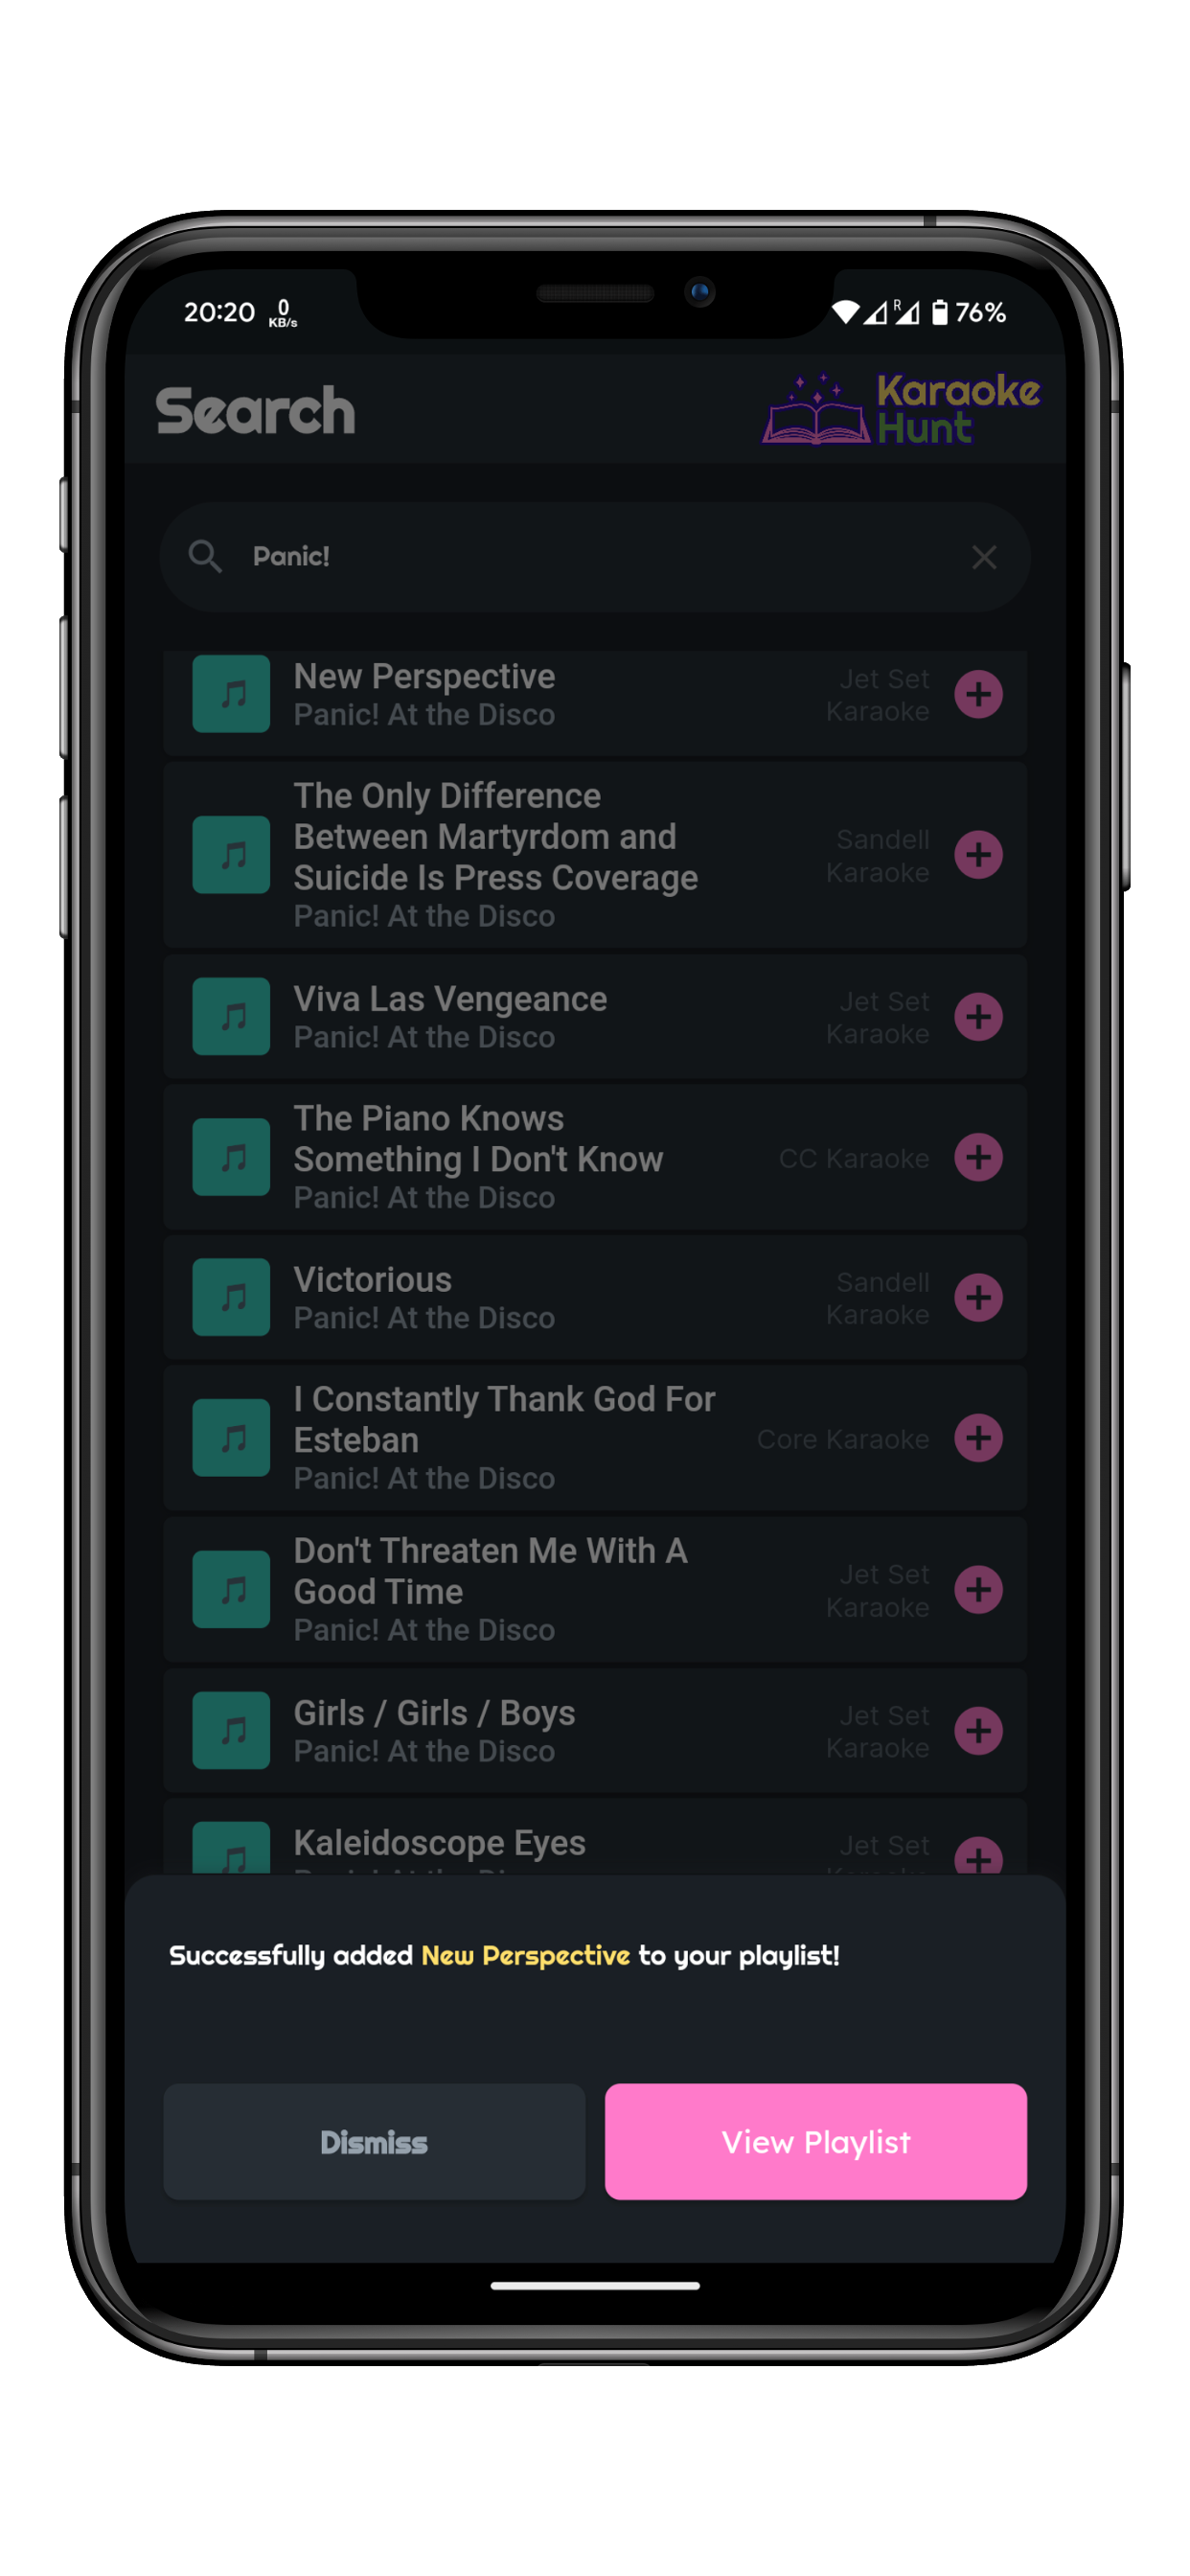 20:20 0 KB/s R 76%
Search
Karaoke
Hunt
Panic!
New Perspective
Panic! At the Disco
Jet Set
Karaoke
The Only Difference
Between Martyrdom and
Suicide Is Press Coverage
Panic! At the Disco
Sandell
Karaoke
Viva Las Vengeance
Panic! At the Disco
Jet Set
Karaoke
The Piano Knows
Something I Don't Know
Panic! At the Disco
CC Karaoke
Victorious
Panic! At the Disco
Sandell
Karaoke
I Constantly Thank God For
Esteban
Panic! At the Disco
Core Karaoke
Don't Threaten Me With A
Good Time
Panic! At the Disco
Jet Set
Karaoke
Girls / Girls / Boys
Panic! At the Disco
Jet Set
Karaoke
Kaleidoscope Eyes
Jet Set
Successfully added New Perspective to your playlist!
Dismiss
View Playlist